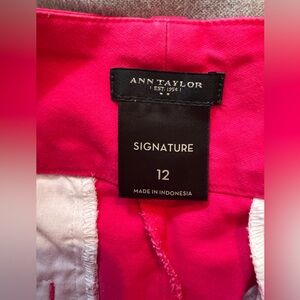 ANN TAYLOR
EST. 1954
SIGNATURE
12
MADE IN INDONESIA